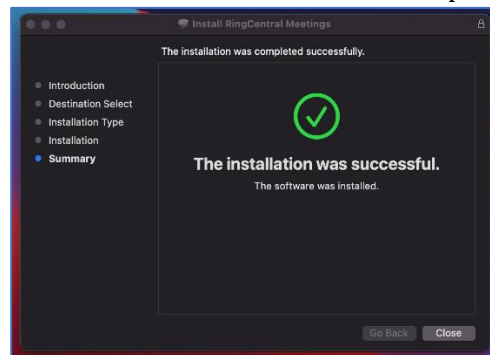 Install RingCentral Meetings
The installation was completed successfully.
Introduction
Destination Select
Installation Type
Installation
Summary
The installation was successful.
The software was installed.
Go Back
Close